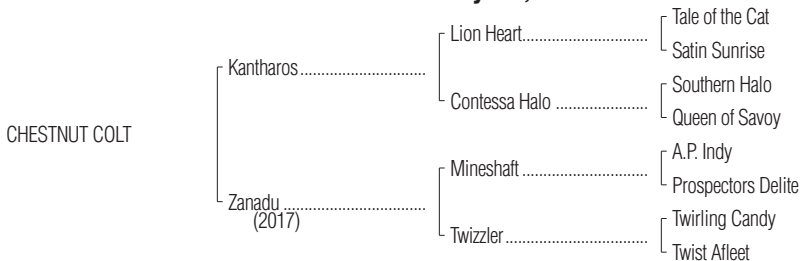 Tale of the Cat
Lion Heart
Satin Sunrise
Kantharos
Southern Halo
Contessa Halo
Queen of Savoy
CHESTNUT COLT
A.P. Indy
Mineshaft
Prospectors Delite
Zanadu
(2017)
Twirling Candy
Twizzler
Twist Afleet